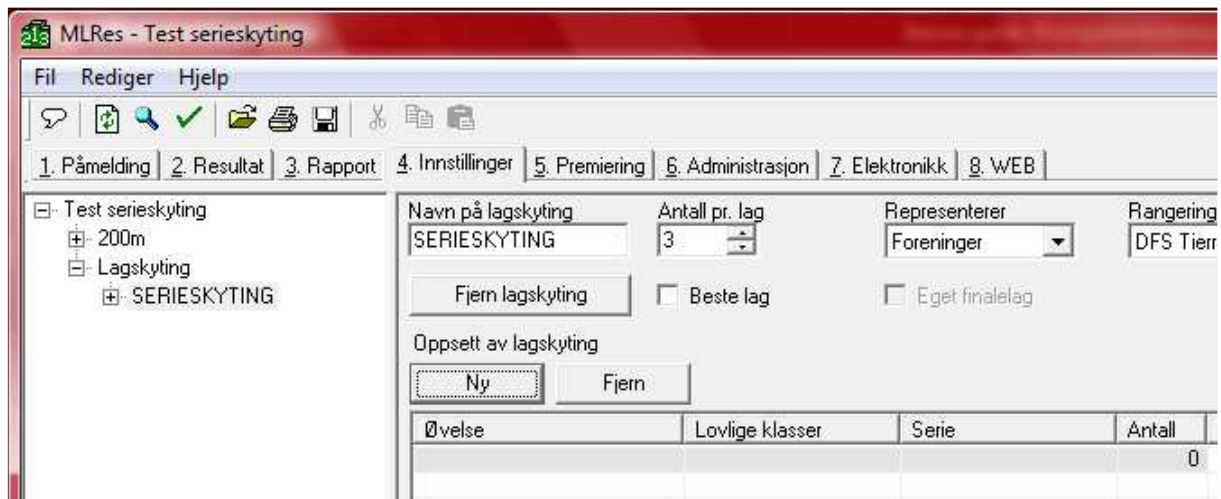 MLRes - Test serieskyting
Fil Rediger Hjelp
1. Påmelding 2. Resultat 3. Rapport 4. Innstillinger 5. Premiering 6. Administrasjon 7. Elektronikk 8. WEB
Test serieskyting
200m
Lagskyting
SERIESKYTING
Navn på lagskyting Antall pr. lag Representerer Rangering
SERIESKYTING 3 Foreninger DFS
Fjern lagskyting Beste lag Eget finalelag
Oppsett av lagskyting
Ny Fjern
Øvelse Lovlige klasser Serie Antall
0